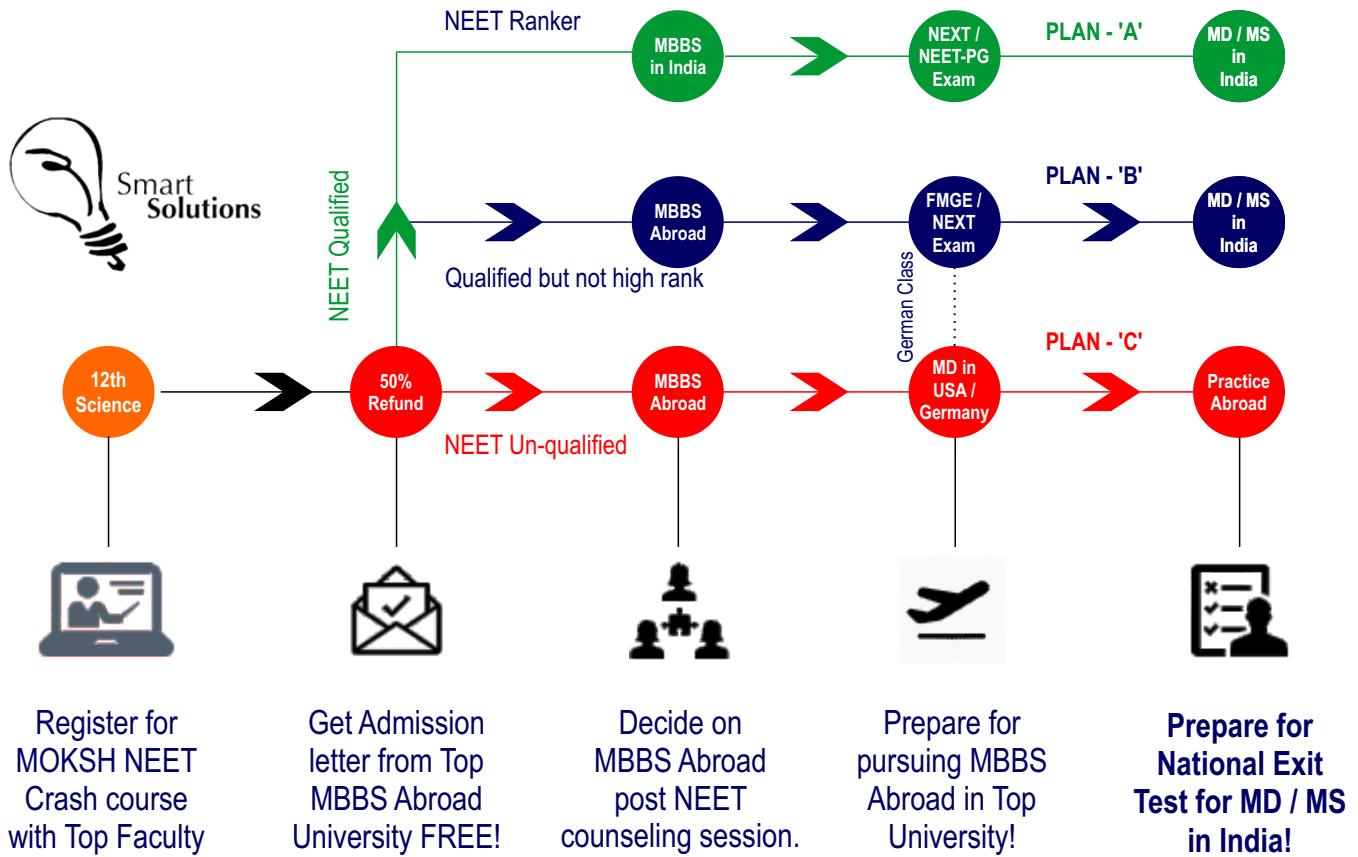 NEET Ranker
MBBS
in India
NEXT /
NEET-PG
Exam
PLAN - 'A'
MD / MS
in
India
Smart
Solutions
NEET Qualified
MBBS
Abroad
FMGE /
NEXT
Exam
PLAN - 'B'
MD / MS
in
India
Qualified but not high rank
German Class
12th
Science
50%
Refund
MBBS
Abroad
MD in
USA /
Germany
PLAN - 'C'
Practice
Abroad
NEET Un-qualified
Register for
MOKSH NEET
Crash course
with Top Faculty
Get Admission
letter from Top
MBBS Abroad
University FREE!
Decide on
MBBS Abroad
post NEET
counseling session.
Prepare for
pursuing MBBS
Abroad in Top
University!
Prepare for
National Exit
Test for MD / MS
in India!